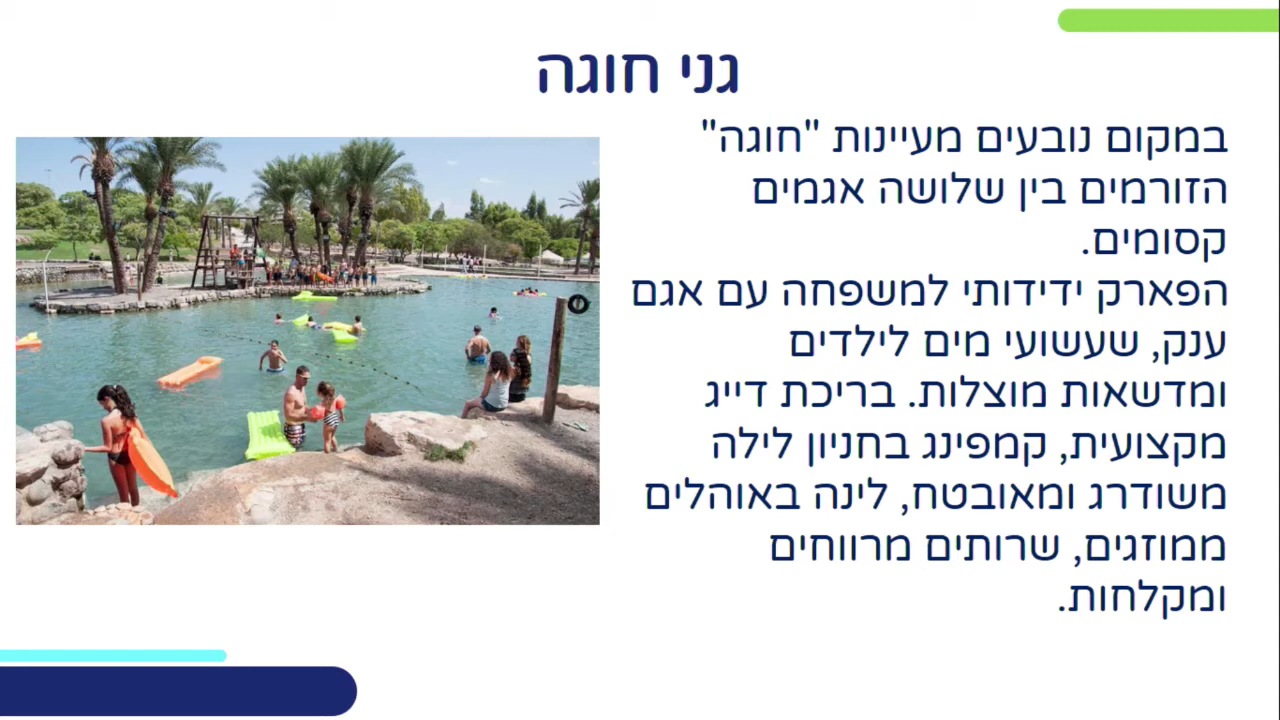 גני חוגה
במקום נובעים מעיינות "חוגה"
הזורמים בין שלושה אגמים
קסומים.
הפארק ידידותי למשפחה עם אגם
ענק, שעשועי מים לילדים
ומדשאות מוצלות. בריכת דייג
מקצועית, קמפינג בחניון לילה
משודרג ומאובטח, לינה באוהלים
ממוזגים, שרותים מרווחים
ומקלחות.